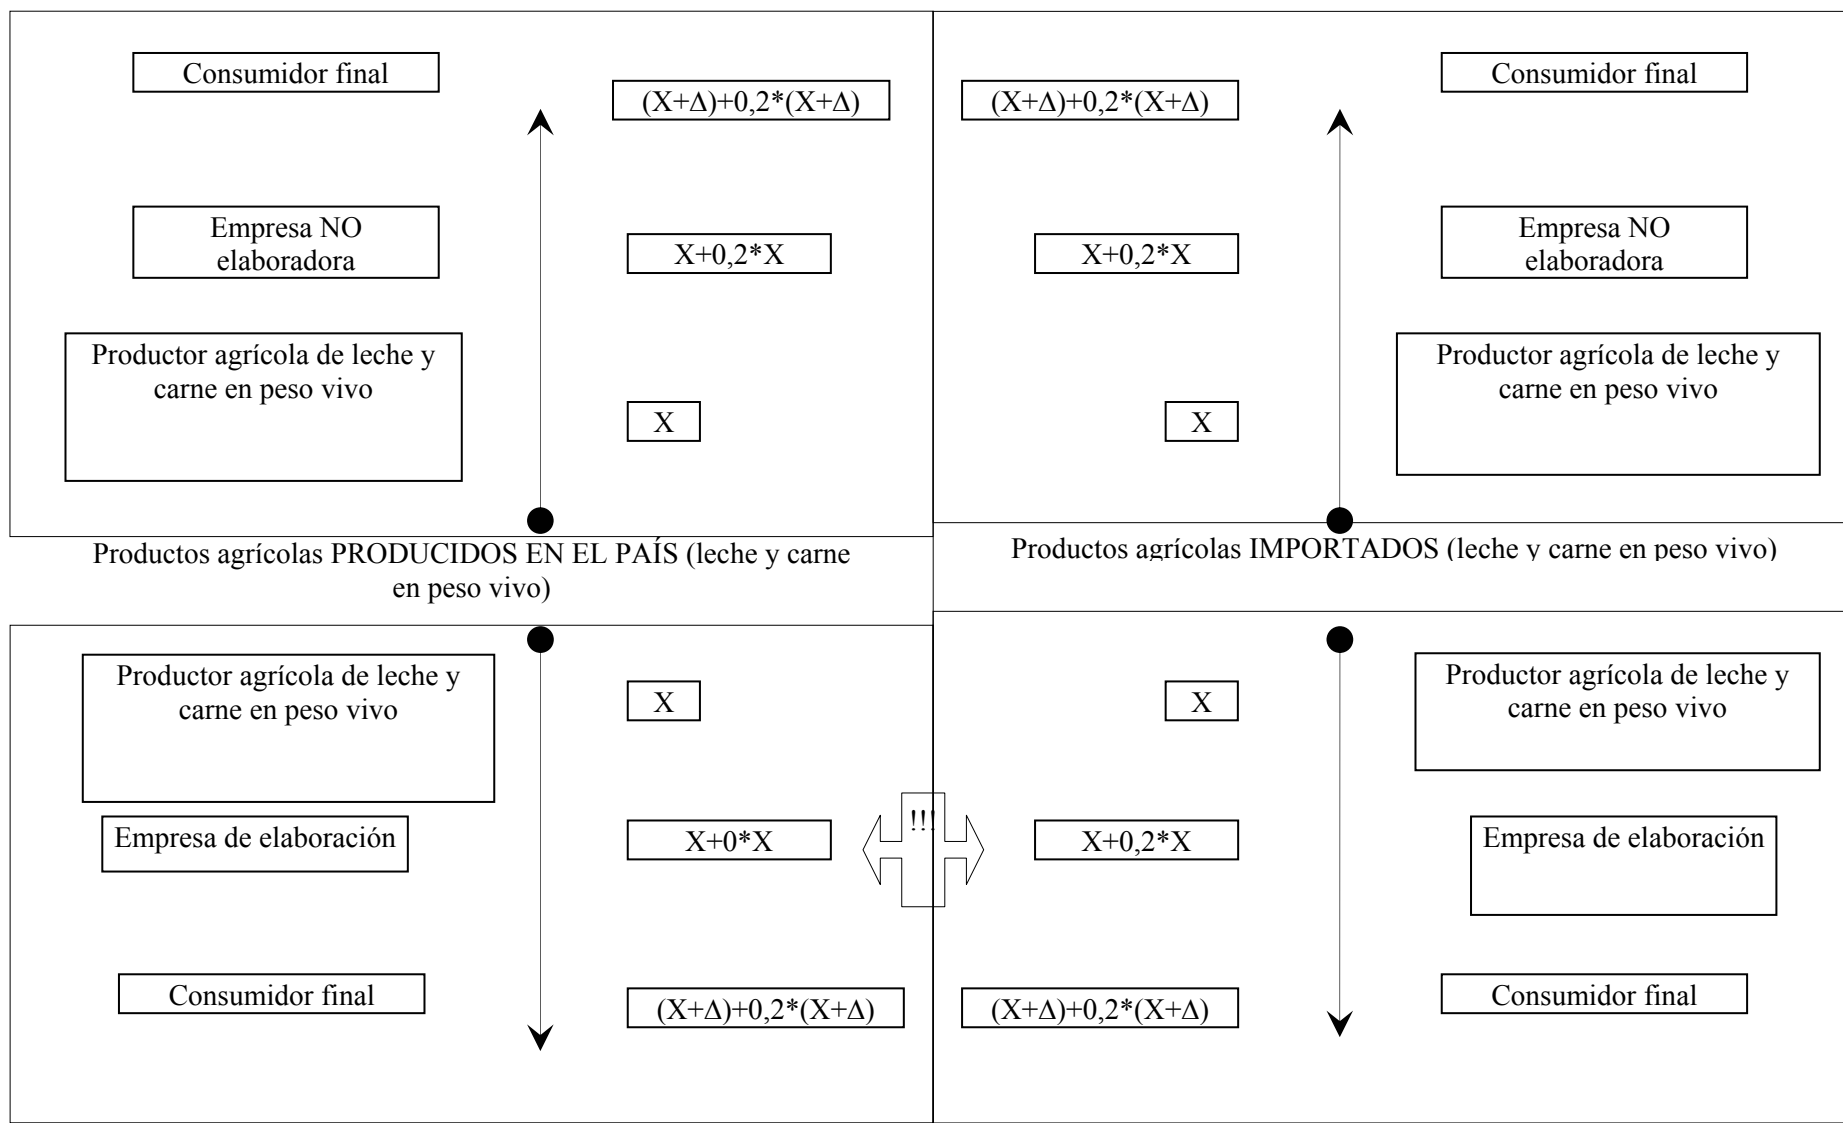 Consumidor final
(X+Δ)+0,2*(X+Δ)
Empresa NO
elaboradora
X+0,2*X
Productor agrícola de leche y
carne en peso vivo
X
(X+Δ)+0,2*(X+Δ)
Consumidor final
X+0,2*X
Empresa NO
elaboradora
X
Productor agrícola de leche y
carne en peso vivo
Productos agrícolas PRODUCIDOS EN EL PAÍS (leche y carne
en peso vivo)
Productos agrícolas IMPORTADOS (leche y carne en peso vivo)
Productor agrícola de leche y
carne en peso vivo
X
Empresa de elaboración
X+0*X
Consumidor final
(X+Δ)+0,2*(X+Δ)
!!!
X
Productor agrícola de leche y
carne en peso vivo
X+0,2*X
Empresa de elaboración
(X+Δ)+0,2*(X+Δ)
Consumidor final